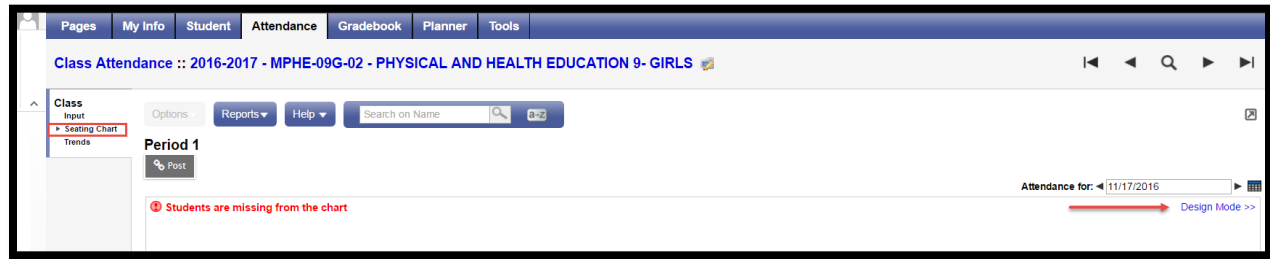 Pages My Info Student Attendance Gradebook Planner Tools
Class Attendance :: 2016-2017 - MPHE-09G-02 - PHYSICAL AND HEALTH EDUCATION 9- GIRLS
Class
Input
Seating Chart
Trends
Options Reports Help Search on Name a-z
Period 1
Post
Attendance for: 11/17/2016
Students are missing from the chart
Design Mode >>